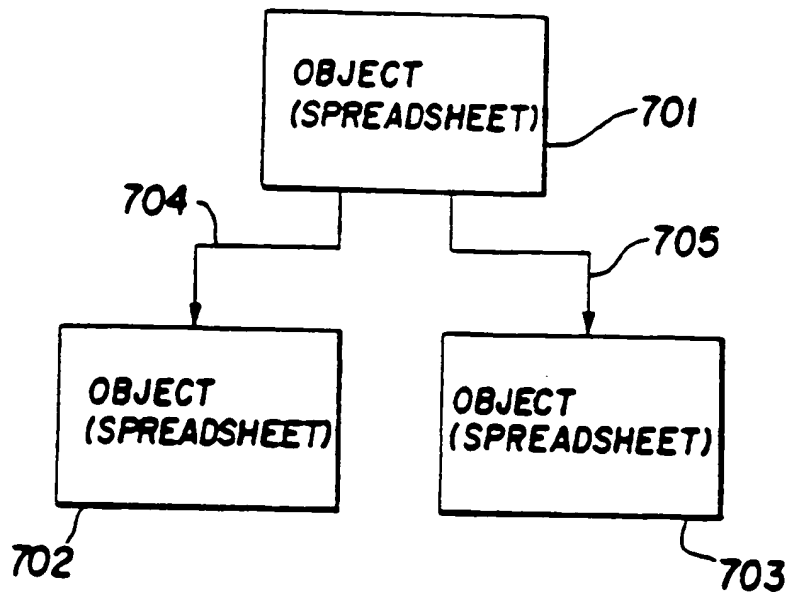 OBJECT
(SPREADSHEET)
701
704
705
OBJECT
(SPREADSHEET)
OBJECT
(SPREADSHEET)
702
703